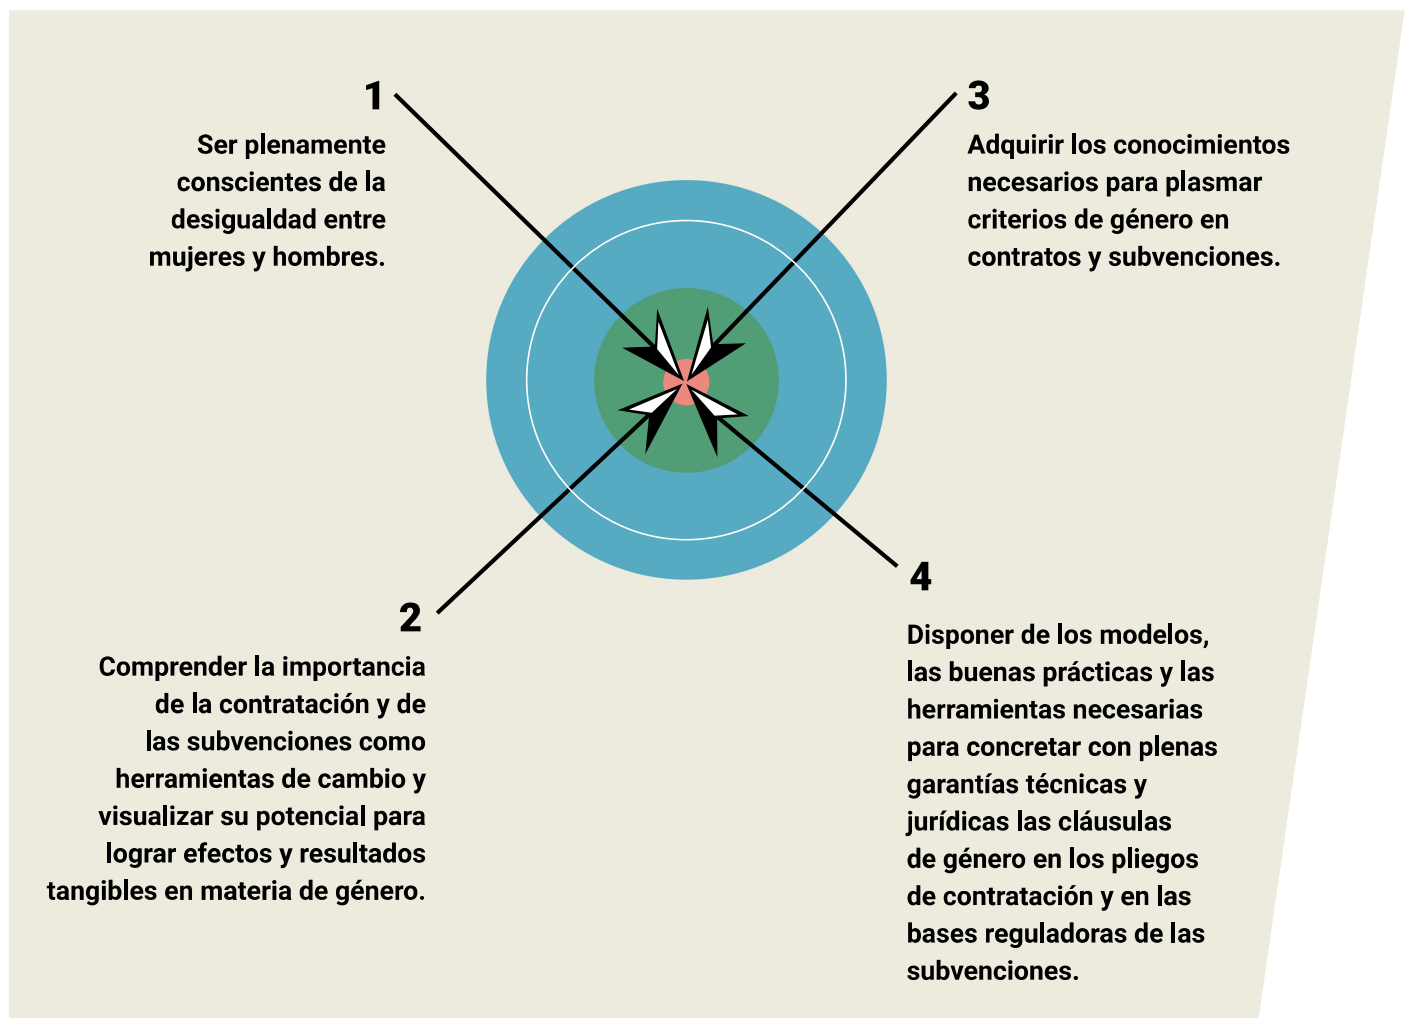 1
Ser plenamente
conscientes de la
desigualdad entre
mujeres y hombres.
2
Comprender la importancia
de la contratación y de
las subvenciones como
herramientas de cambio y
visualizar su potencial para
lograr efectos y resultados
tangibles en materia de género.
3
Adquirir los conocimientos
necesarios para plasmar
criterios de género en
contratos y subvenciones.
4
Disponer de los modelos,
las buenas prácticas y las
herramientas necesarias
para concretar con plenas
garantías técnicas y
jurídicas las cláusulas
de género en los pliegos
de contratación y en las
bases reguladoras de las
subvenciones.